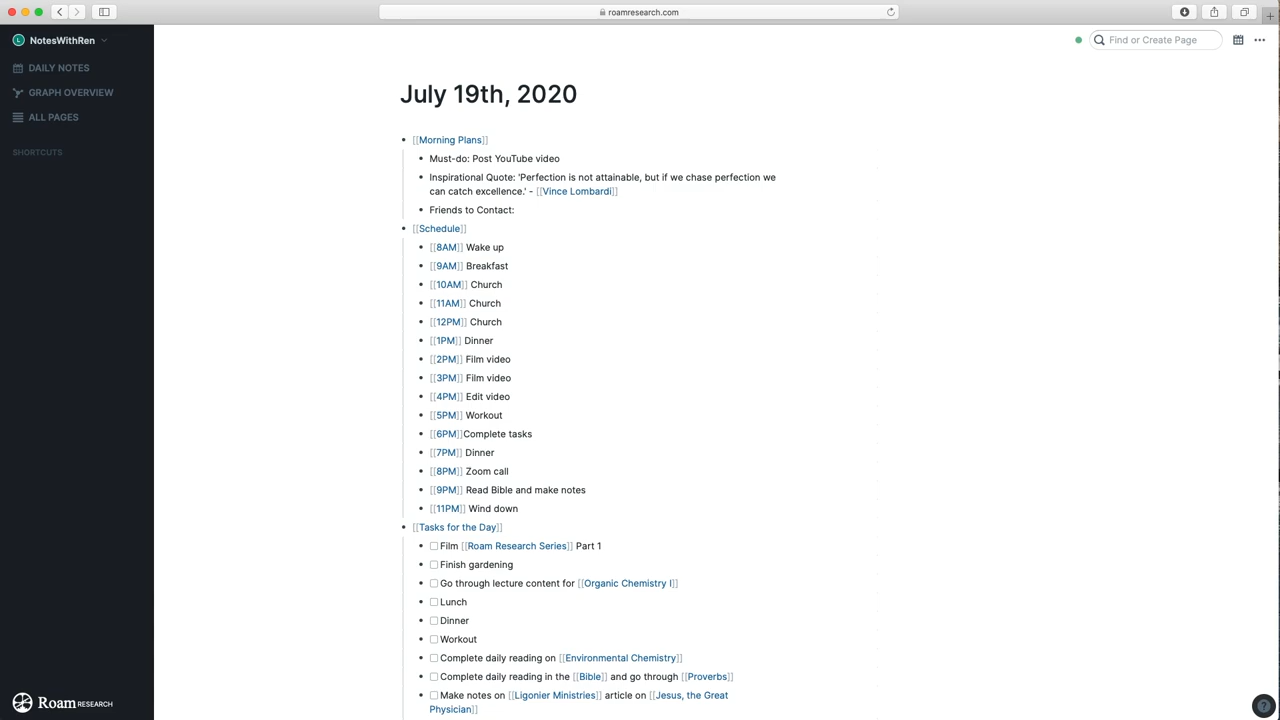 roamresearch.com
NotesWithRen
Find or Create Page
DAILY NOTES
GRAPH OVERVIEW
ALL PAGES
SHORTCUTS
July 19th, 2020
[[Morning Plans]]
Must-do: Post YouTube video
Inspirational Quote: 'Perfection is not attainable, but if we chase perfection we
can catch excellence.' - [[Vince Lombardi]]
Friends to Contact:
[[Schedule]]
[[8AM]] Wake up
[[9AM]] Breakfast
[[10AM]] Church
[[11AM]] Church
[[12PM]] Church
[[1PM]] Dinner
[[2PM]] Film video
[[3PM]] Film video
[[4PM]] Edit video
[[5PM]] Workout
[[6PM]]Complete tasks
[[7PM]] Dinner
[[8PM]] Zoom call
[[9PM]] Read Bible and make notes
[[11PM]] Wind down
[[Tasks for the Day]]
Film [[Roam Research Series]] Part 1
Finish gardening
Go through lecture content for [[Organic Chemistry I]]
Lunch
Dinner
Workout
Complete daily reading on [[Environmental Chemistry]]
Complete daily reading in the [[Bible]] and go through [[Proverbs]]
Make notes on [[Ligonier Ministries]] article on [[Jesus, the Great
Physician]]
Roam RESEARCH